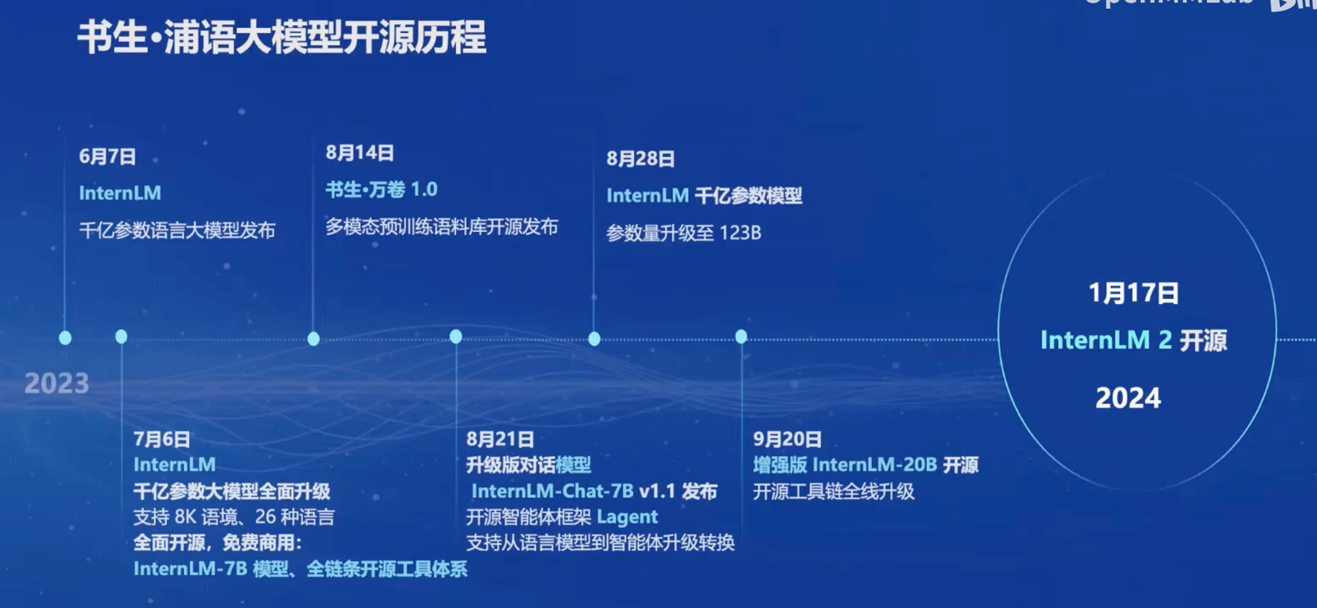 OpenMMLab
书生·浦语大模型开源历程
6月7日
InternLM
千亿参数语言大模型发布
8月14日
书生·万卷 1.0
多模态预训练语料库开源发布
8月28日
InternLM 千亿参数模型
参数量升级至 123B
2023
7月6日
InternLM
千亿参数大模型全面升级
支持 8K 语境、26 种语言
全面开源，免费商用：
InternLM-7B 模型、全链条开源工具体系
8月21日
升级版对话模型
InternLM-Chat-7B v1.1 发布
开源智能体框架 Lagent
支持从语言模型到智能体升级转换
9月20日
增强版 InternLM-20B 开源
开源工具链全线升级
1月17日
InternLM 2 开源
2024